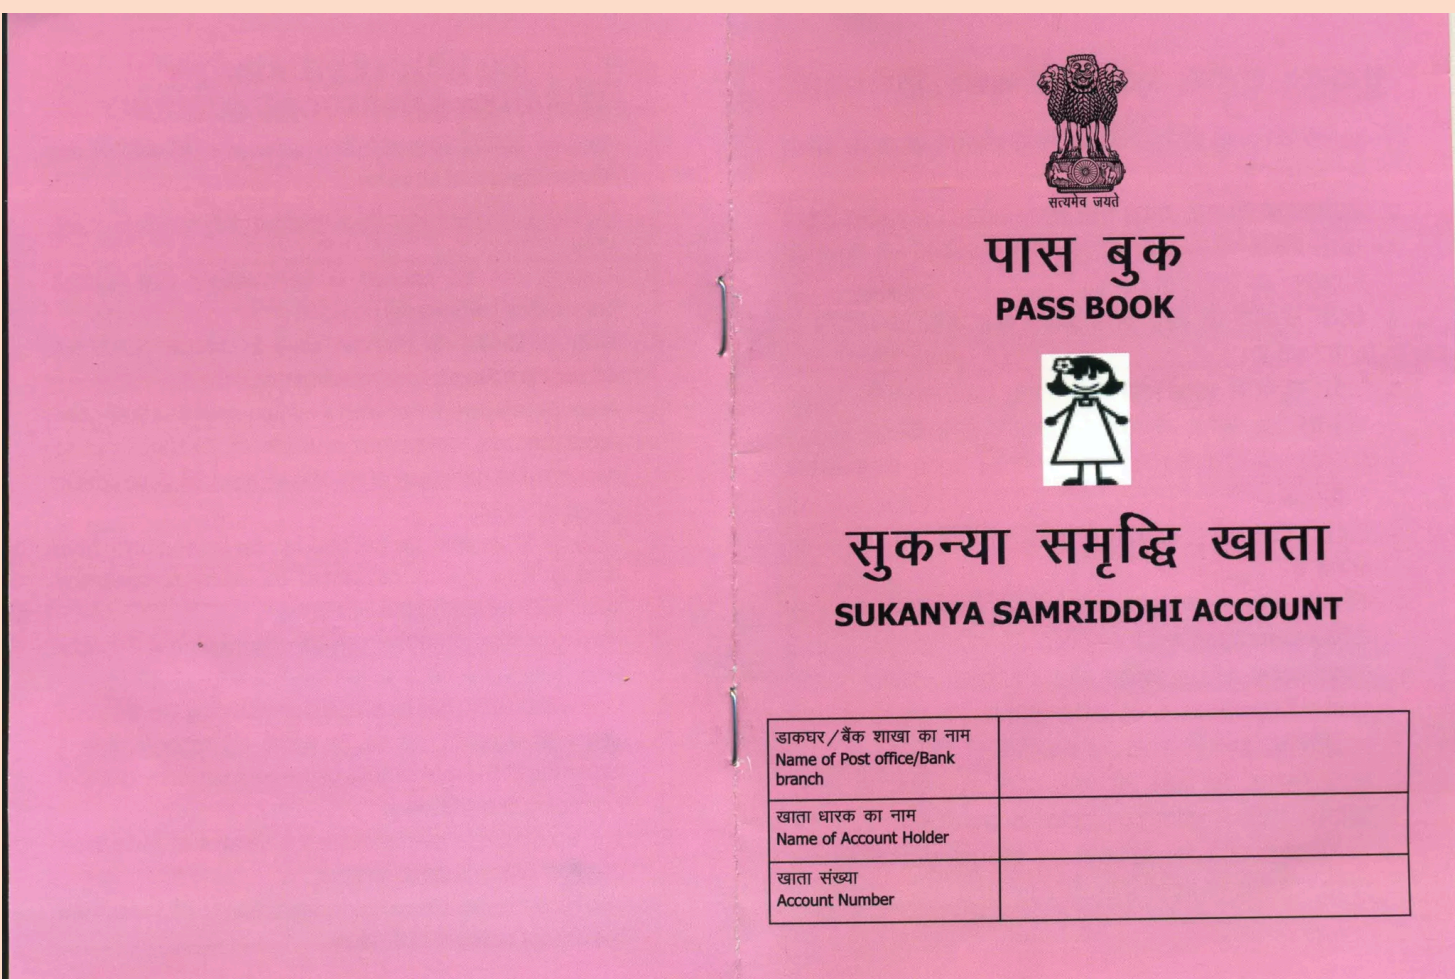 सत्यमेव जयते
पास बुक
PASS BOOK
सुकन्या समृद्धि खाता
SUKANYA SAMRIDDHI ACCOUNT
डाकघर/बैंक शाखा का नाम
Name of Post office/Bank
branch
खाता धारक का नाम
Name of Account Holder
खाता संख्या
Account Number